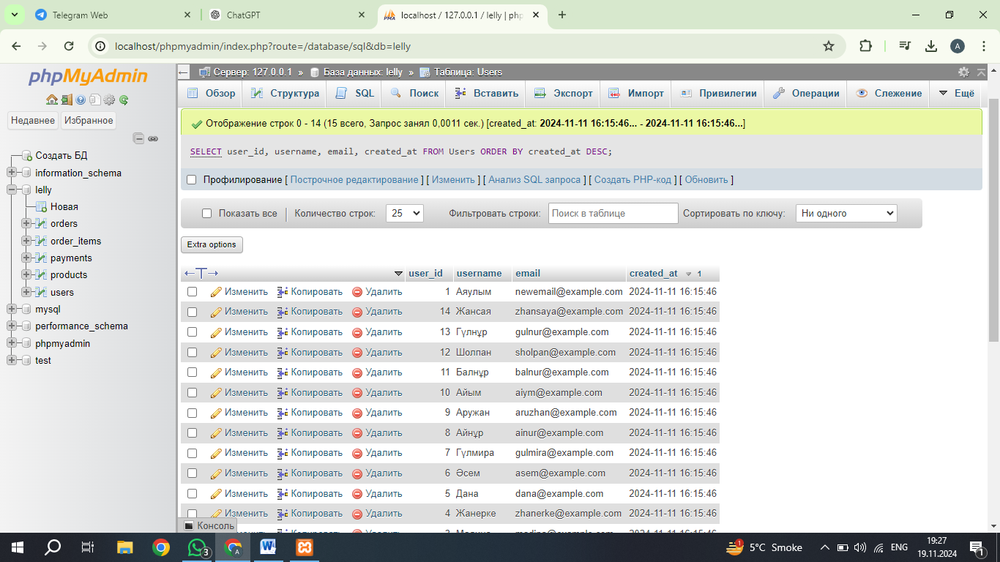 Telegram Web
ChatGPT
localhost / 127.0.0.1 / lelly | php
localhost/phpmyadmin/index.php?route=/database/sql&db=lelly
A
phpMyAdmin
Недавнее Избранное
Создать БД
information_schema
lelly
Новая
orders
order_items
payments
products
users
mysql
performance_schema
phpmyadmin
test
Сервер: 127.0.0.1 » База данных: lelly » Таблица: Users
Обзор Структура SQL Поиск Вставить Экспорт Импорт Привилегии Операции Слежение Ещё
Отображение строк 0 - 14 (15 всего, Запрос занял 0,0011 сек.) [created_at: 2024-11-11 16:15:46... - 2024-11-11 16:15:46...]
SELECT user_id, username, email, created_at FROM Users ORDER BY created_at DESC;
Профилирование [ Построчное редактирование ] [ Изменить ] [ Анализ SQL запроса ] [ Создать PHP-код ] [ Обновить ]
Показать все Количество строк: 25 Фильтровать строки: Поиск в таблице Сортировать по ключу: Ни одного
Extra options
user_id username email created_at 1
Изменить Копировать Удалить 1 Аяулым newemail@example.com 2024-11-11 16:15:46
Изменить Копировать Удалить 14 Жансая zhansaya@example.com 2024-11-11 16:15:46
Изменить Копировать Удалить 13 Гүлнұр gulnur@example.com 2024-11-11 16:15:46
Изменить Копировать Удалить 12 Шолпан sholpan@example.com 2024-11-11 16:15:46
Изменить Копировать Удалить 11 Балнұр balnur@example.com 2024-11-11 16:15:46
Изменить Копировать Удалить 10 Айым aiym@example.com 2024-11-11 16:15:46
Изменить Копировать Удалить 9 Аружан aruzhan@example.com 2024-11-11 16:15:46
Изменить Копировать Удалить 8 Айнұр ainur@example.com 2024-11-11 16:15:46
Изменить Копировать Удалить 7 Гүлмира gulmira@example.com 2024-11-11 16:15:46
Изменить Копировать Удалить 6 Әсем asem@example.com 2024-11-11 16:15:46
Изменить Копировать Удалить 5 Дана dana@example.com 2024-11-11 16:15:46
Изменить Копировать Удалить 4 Жанерке zhanerke@example.com 2024-11-11 16:15:46
Консоль
3
A
1
5°C Smoke
ENG
19:27
19.11.2024
1